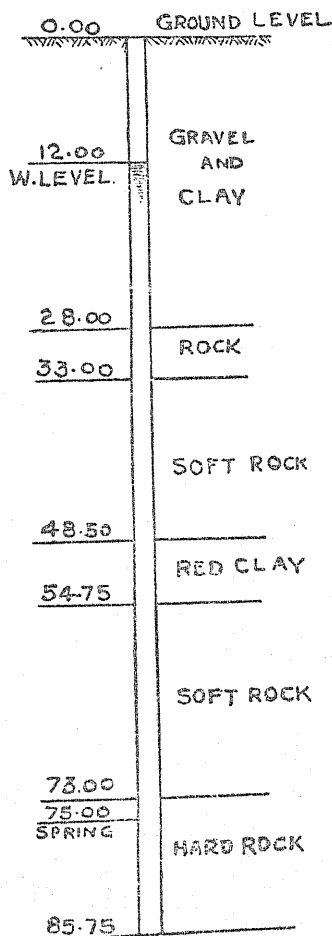 0.00 GROUND LEVEL
GRAVEL
12.00 AND
W.LEVEL. CLAY
28.00
ROCK
33.00
SOFT ROCK
48.50
RED CLAY
54.75
SOFT ROCK
73.00
75.00
SPRING
HARD ROCK
85.75